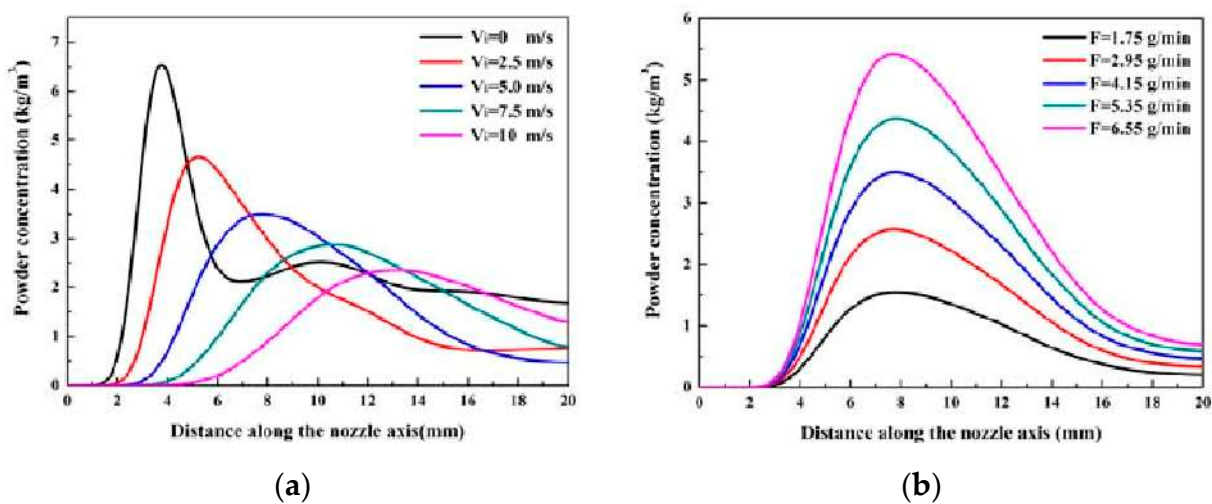 Vi=0 m/s
Vi=2.5 m/s
Vi=5.0 m/s
Vi=7.5 m/s
Vi=10 m/s
Powder concentration (kg/m³)
7
6
5
4
3
2
1
0
0 2 4 6 8 10 12 14 16 18 20
Distance along the nozzle axis(mm)
(a)
F=1.75 g/min
F=2.95 g/min
F=4.15 g/min
F=5.35 g/min
F=6.55 g/min
Powder concentration (kg/m³)
6
5
4
3
2
1
0
0 2 4 6 8 10 12 14 16 18 20
Distance along the nozzle axis (mm)
(b)